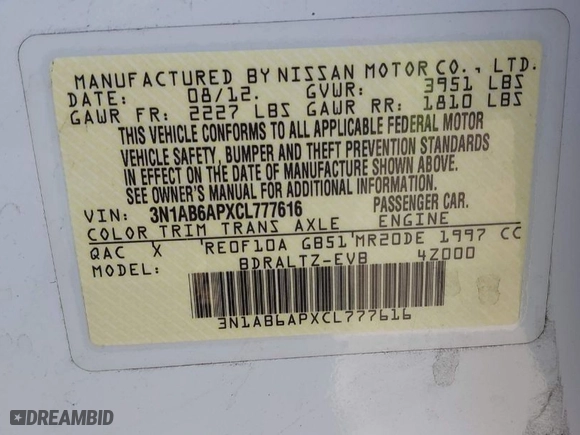 MANUFACTURED BY NISSAN MOTOR CO., LTD.
DATE: 08/12. GVWR: 3951 LBS
GAWR FR: 2227 LBS GAWR RR: 1810 LBS
THIS VEHICLE CONFORMS TO ALL APPLICABLE FEDERAL MOTOR
VEHICLE SAFETY, BUMPER AND THEFT PREVENTION STANDARDS
IN EFFECT ON THE DATE OF MANUFACTURE SHOWN ABOVE.
SEE OWNER'S MANUAL FOR ADDITIONAL INFORMATION.
VIN: 3N1AB6APXCL777616 PASSENGER CAR.
COLOR TRIM TRANS AXLE ENGINE
QAC X RE0F10A GB51 MR20DE 1997 CC
BDRALTZ-EVB 4Z000
3N1AB6APXCL777616
DREAMBID